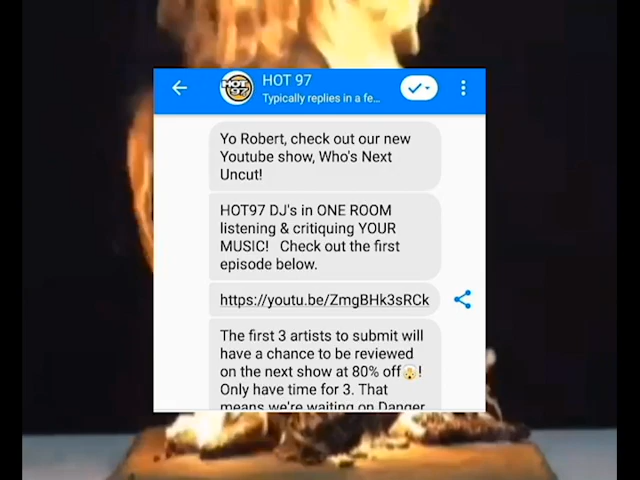 HOT 97
Typically replies in a fe...
HOT
97
Yo Robert, check out our new
Youtube show, Who's Next
Uncut!
HOT97 DJ's in ONE ROOM
listening & critiquing YOUR
MUSIC! Check out the first
episode below.
https://youtu.be/ZmgBHk3sRCk
The first 3 artists to submit will
have a chance to be reviewed
on the next show at 80% off🤯!
Only have time for 3. That
means we're waiting on Danger